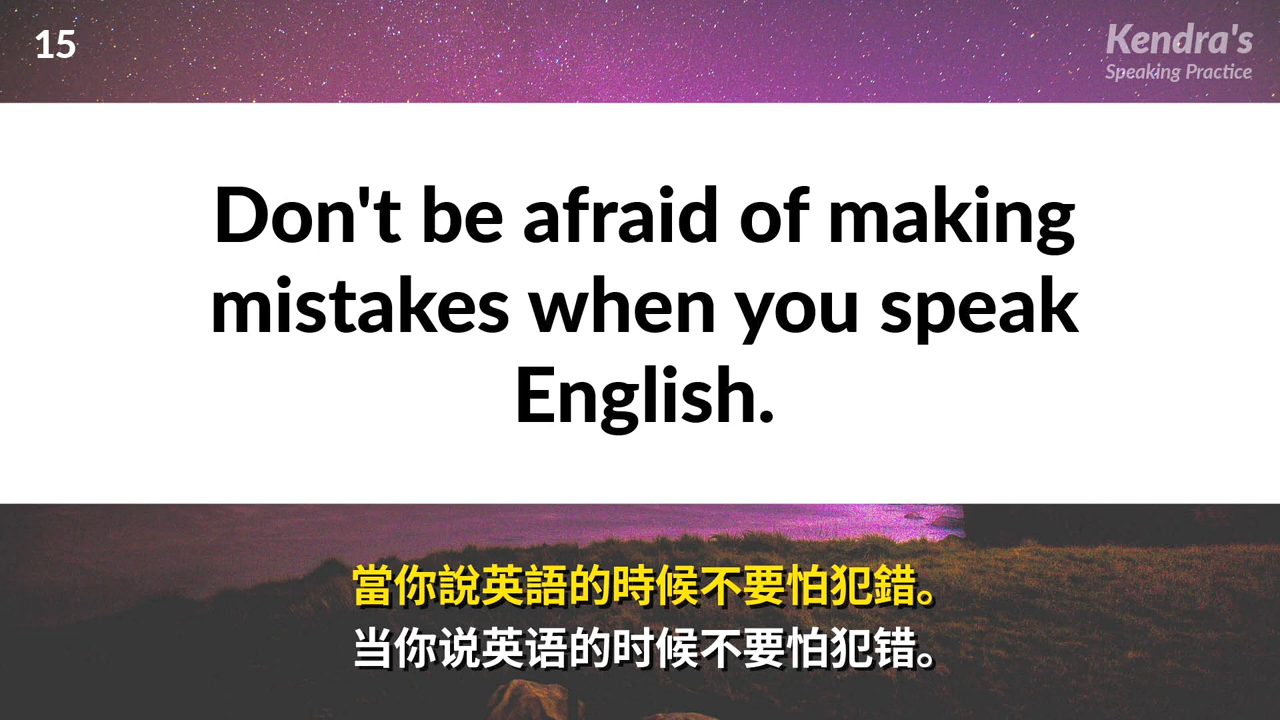 15
Kendra's
Speaking Practice
Don't be afraid of making
mistakes when you speak
English.
當你說英語的時候不要怕犯錯。
当你说英语的时候不要怕犯错。